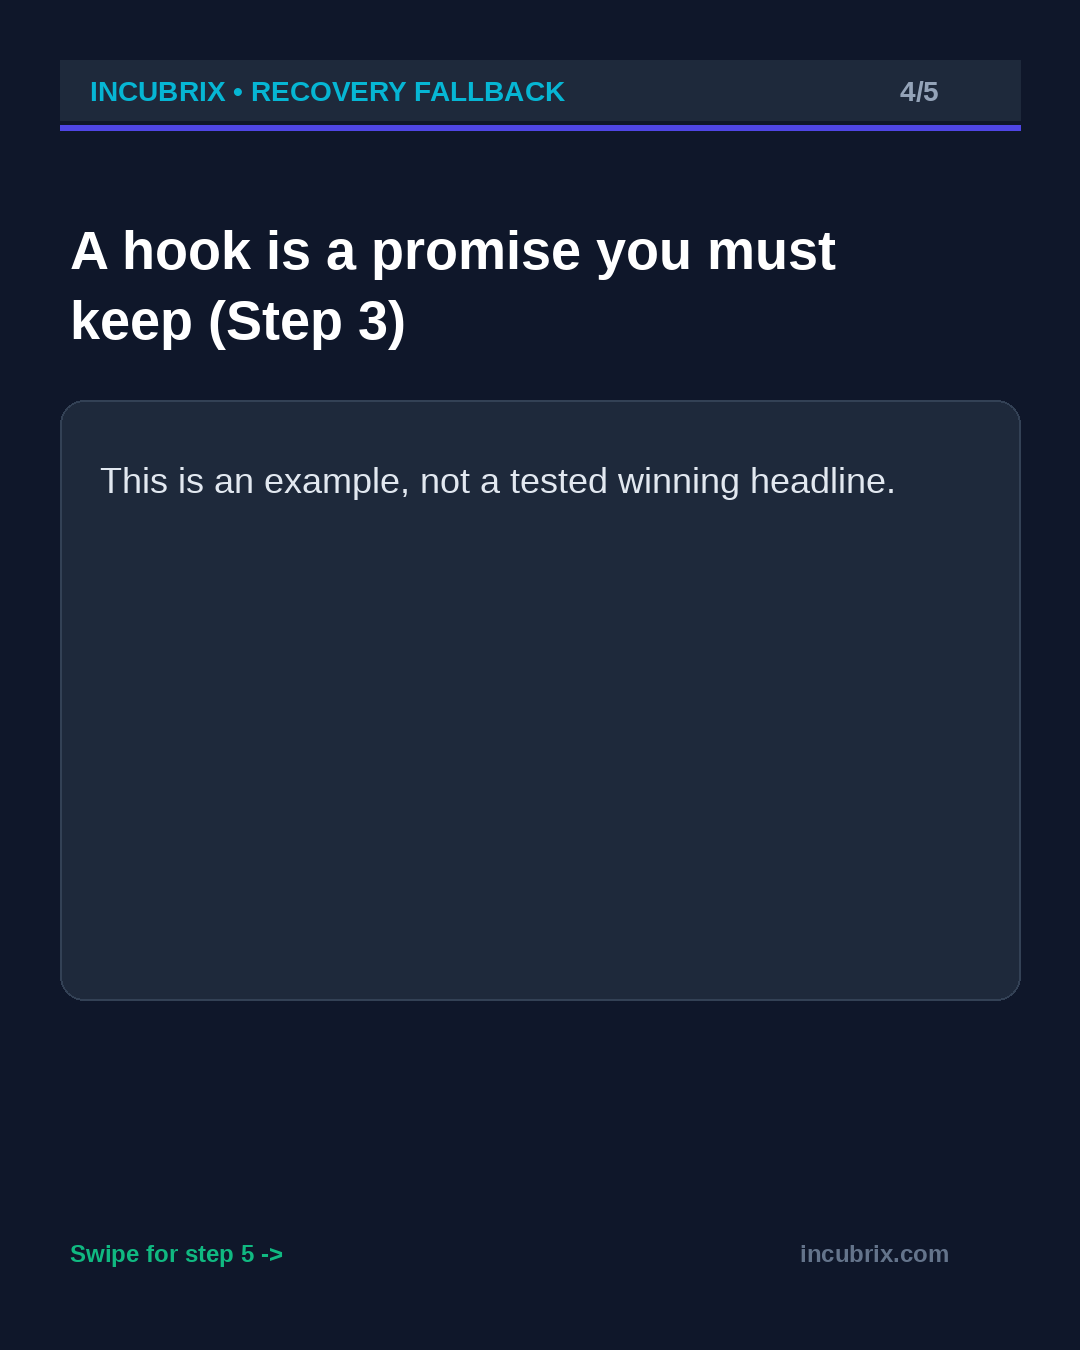 INCUBRIX • RECOVERY FALLBACK 4/5
A hook is a promise you must
keep (Step 3)
This is an example, not a tested winning headline.
Swipe for step 5 -> incubrix.com